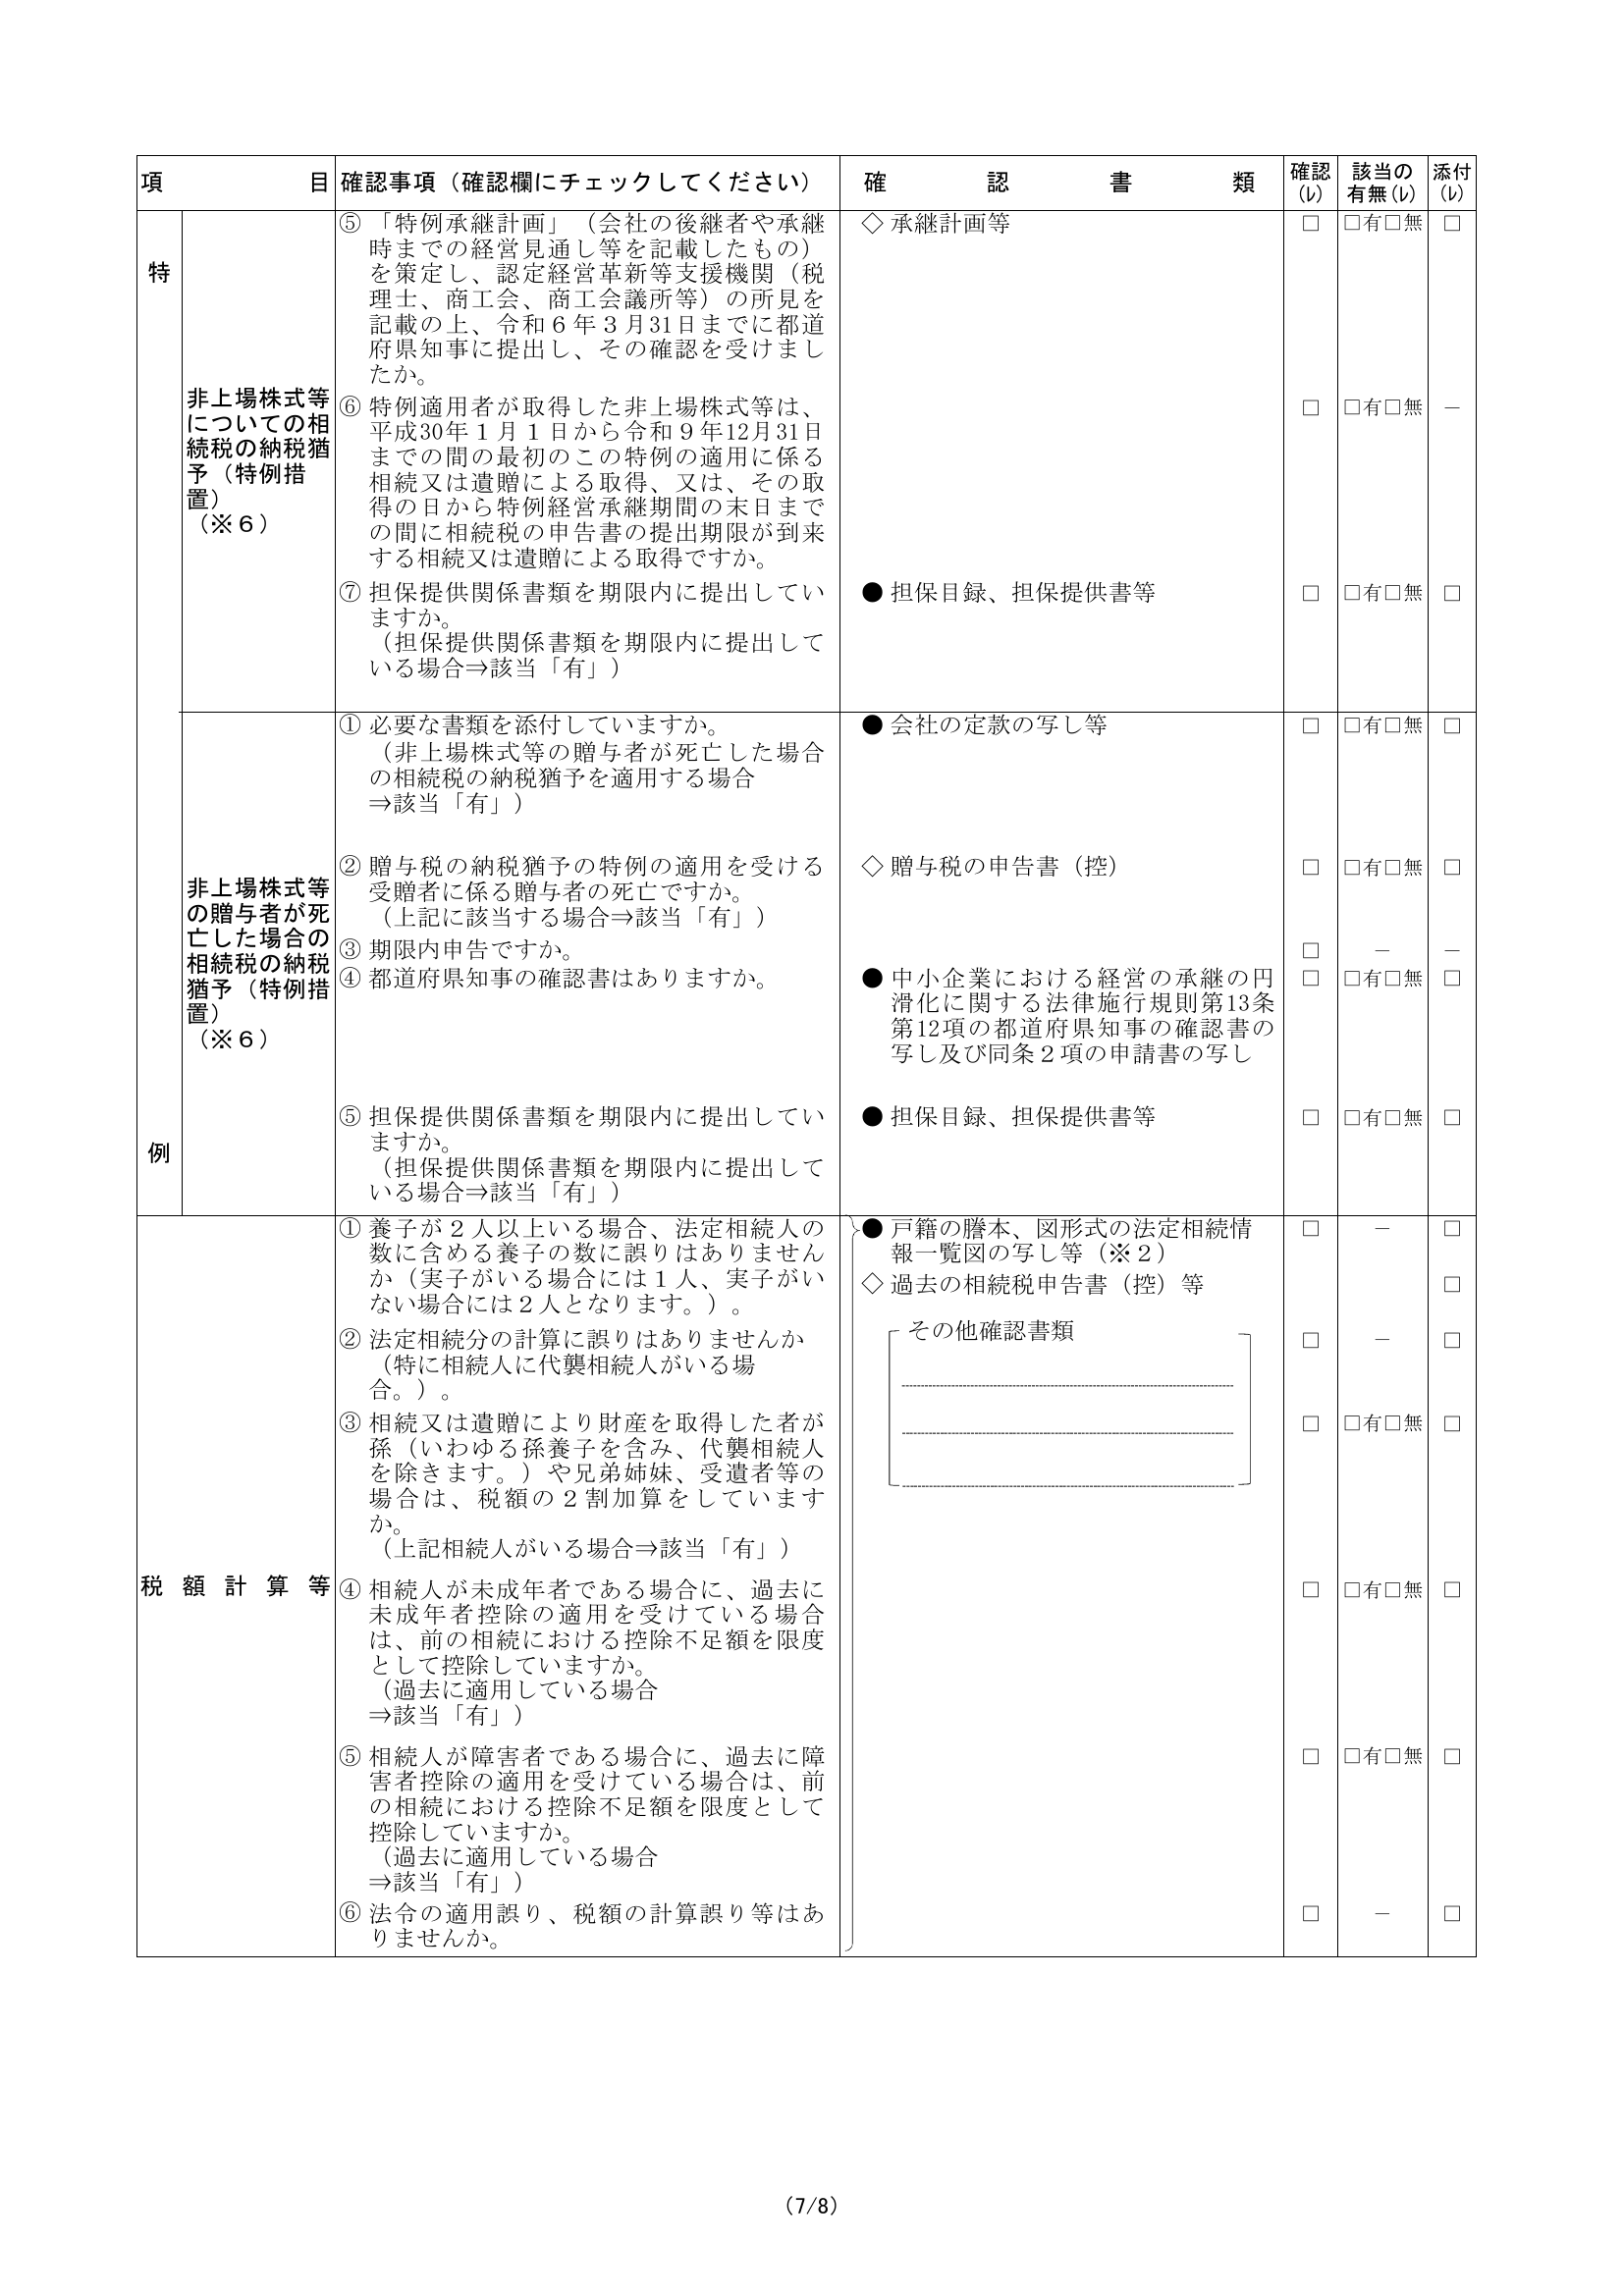 項 目 確認事項（確認欄にチェックしてください） 確 認 書 類 確認(ﾚ) 該当の有無(ﾚ) 添付(ﾚ)
特
例
非上場株式等
についての相
続税の納税猶
予（特例措
置）
（※６）
⑤「特例承継計画」（会社の後継者や承継 ◇ 承継計画等 □ □有□無 □
時までの経営見通し等を記載したもの）
を策定し、認定経営革新等支援機関（税
理士、商工会、商工会議所等）の所見を
記載の上、令和６年３月31日までに都道
府県知事に提出し、その確認を受けまし
たか。
⑥ 特例適用者が取得した非上場株式等は、 □ □有□無 －
平成30年１月１日から令和９年12月31日
までの間の最初のこの特例の適用に係る
相続又は遺贈による取得、又は、その取
得の日から特例経営承継期間の末日まで
の間に相続税の申告書の提出期限が到来
する相続又は遺贈による取得ですか。
⑦ 担保提供関係書類を期限内に提出してい ● 担保目録、担保提供書等 □ □有□無 □
ますか。
（担保提供関係書類を期限内に提出して
いる場合⇒該当「有」）
非上場株式等
の贈与者が死
亡した場合の
相続税の納税
猶予（特例措
置）
（※６）
① 必要な書類を添付していますか。 ● 会社の定款の写し等 □ □有□無 □
（非上場株式等の贈与者が死亡した場合
の相続税の納税猶予を適用する場合
⇒該当「有」）
② 贈与税の納税猶予の特例の適用を受ける ◇ 贈与税の申告書（控） □ □有□無 □
受贈者に係る贈与者の死亡ですか。
（上記に該当する場合⇒該当「有」）
③ 期限内申告ですか。 □ － －
④ 都道府県知事の確認書はありますか。 ● 中小企業における経営の承継の円 □ □有□無 □
滑化に関する法律施行規則第13条
第12項の都道府県知事の確認書の
写し及び同条２項の申請書の写し
⑤ 担保提供関係書類を期限内に提出してい ● 担保目録、担保提供書等 □ □有□無 □
ますか。
（担保提供関係書類を期限内に提出して
いる場合⇒該当「有」）
税額計算等
① 養子が２人以上いる場合、法定相続人の ● 戸籍の謄本、図形式の法定相続情 □ － □
数に含める養子の数に誤りはありません 報一覧図の写し等（※２）
か（実子がいる場合には１人、実子がい ◇ 過去の相続税申告書（控）等 □
ない場合には２人となります。）。
その他確認書類
② 法定相続分の計算に誤りはありませんか □ － □
（特に相続人に代襲相続人がいる場
合。）。
③ 相続又は遺贈により財産を取得した者が □ □有□無 □
孫（いわゆる孫養子を含み、代襲相続人
を除きます。）や兄弟姉妹、受遺者等の
場合は、税額の２割加算をしています
か。
（上記相続人がいる場合⇒該当「有」）
④ 相続人が未成年者である場合に、過去に □ □有□無 □
未成年者控除の適用を受けている場合
は、前の相続における控除不足額を限度
として控除していますか。
（過去に適用している場合
⇒該当「有」）
⑤ 相続人が障害者である場合に、過去に障 □ □有□無 □
害者控除の適用を受けている場合は、前
の相続における控除不足額を限度として
控除していますか。
（過去に適用している場合
⇒該当「有」）
⑥ 法令の適用誤り、税額の計算誤り等はあ □ － □
りませんか。
(7/8)